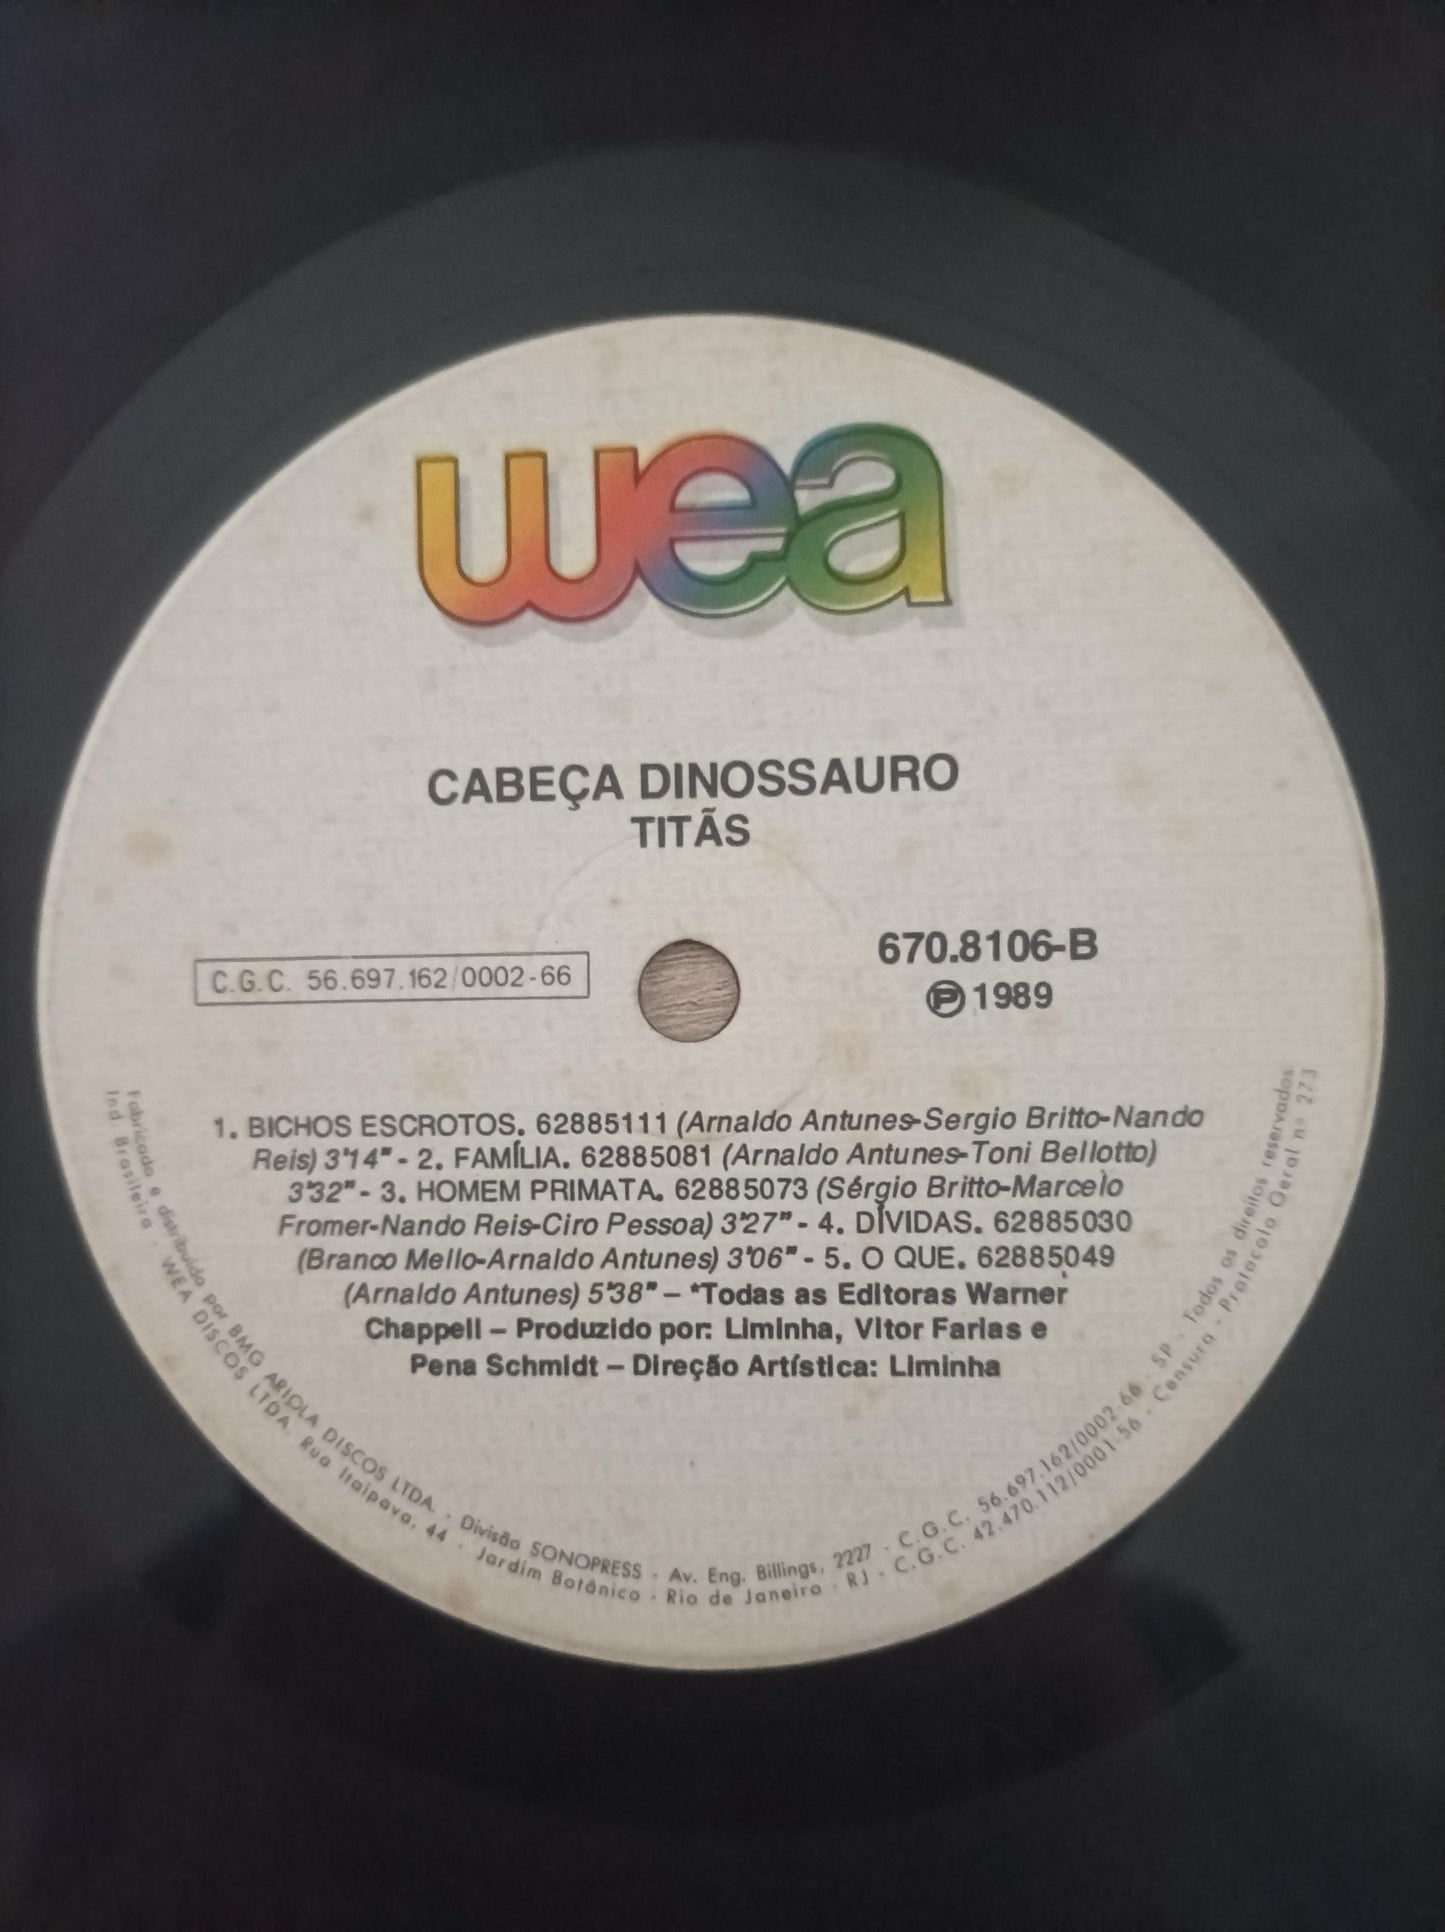 wea
CABEÇA DINOSSAURO
TITÃS
C.G.C. 56.697.162/0002-66
670.8106-B
Ⓟ 1989
1. BICHOS ESCROTOS. 62885111 (Arnaldo Antunes-Sergio Britto-Nando
Reis) 3'14" - 2. FAMÍLIA. 62885081 (Arnaldo Antunes-Toni Bellotto)
3'32" - 3. HOMEM PRIMATA. 62885073 (Sérgio Britto-Marcelo
Fromer-Nando Reis-Ciro Pessoa) 3'27" - 4. DÍVIDAS. 62885030
(Branco Mello-Arnaldo Antunes) 3'06" - 5. O QUE. 62885049
(Arnaldo Antunes) 5'38" – *Todas as Editoras Warner
Chappell – Produzido por: Liminha, Vitor Farias e
Pena Schmidt – Direção Artística: Liminha
Fabricado e distribuído por BMG ARIOLA DISCOS LTDA. - Divisão SONOPRESS - Av. Eng. Billings, 2227 - C.G.C. 56.697.162/0002-66 - SP - Todos os direitos reservados
Ind. Brasileira - WEA DISCOS LTDA. Rua Itaipava, 44 - Jardim Botânico - Rio de Janeiro - RJ - C.G.C. 42.470.112/0001-56 - Censura - Protocolo Geral nº 273